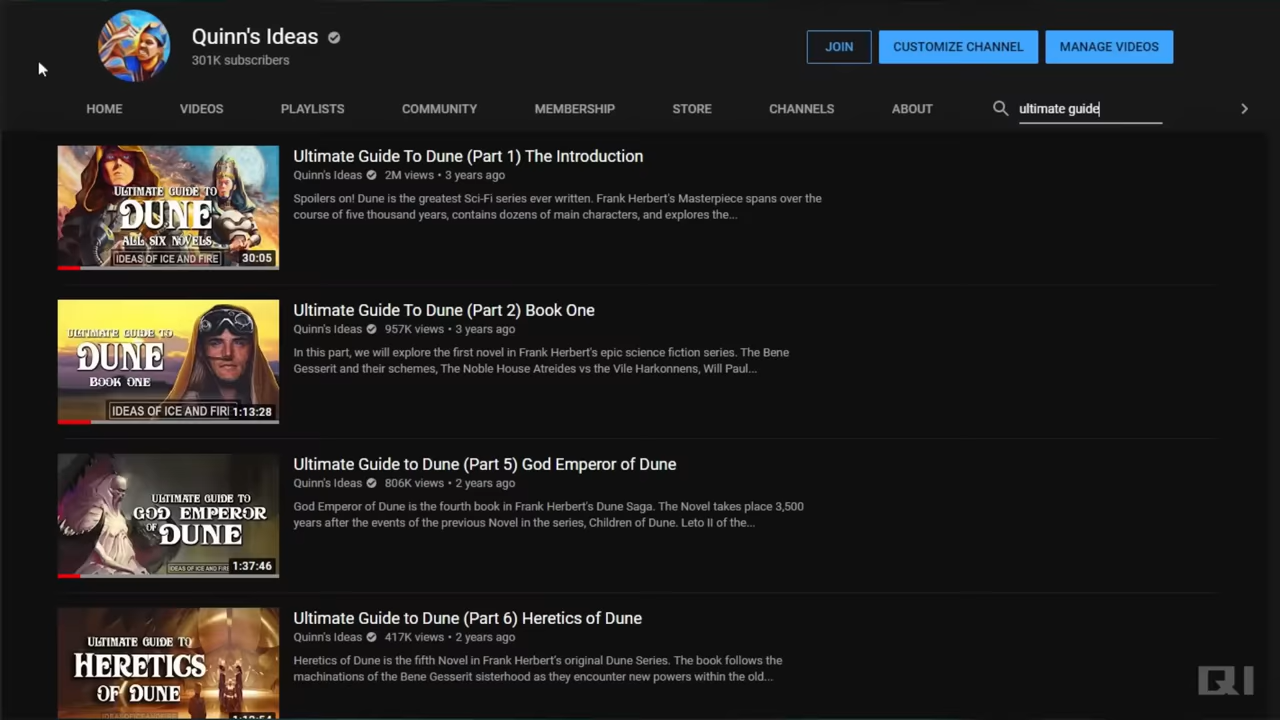 Quinn's Ideas
301K subscribers
JOIN
CUSTOMIZE CHANNEL
MANAGE VIDEOS
HOME
VIDEOS
PLAYLISTS
COMMUNITY
MEMBERSHIP
STORE
CHANNELS
ABOUT
ultimate guide
ULTIMATE GUIDE TO
DUNE
ALL SIX NOVELS
IDEAS OF ICE AND FIRE
30:05
Ultimate Guide To Dune (Part 1) The Introduction
Quinn's Ideas 2M views • 3 years ago
Spoilers on! Dune is the greatest Sci-Fi series ever written. Frank Herbert's Masterpiece spans over the
course of five thousand years, contains dozens of main characters, and explores the...
ULTIMATE GUIDE TO
DUNE
BOOK ONE
IDEAS OF ICE AND FIRE
1:13:28
Ultimate Guide To Dune (Part 2) Book One
Quinn's Ideas 957K views • 3 years ago
In this part, we will explore the first novel in Frank Herbert's epic science fiction series. The Bene
Gesserit and their schemes, The Noble House Atreides vs the Vile Harkonnens, Will Paul...
ULTIMATE GUIDE TO
GOD EMPEROR
OF DUNE
IDEAS OF ICE AND FIRE
1:37:46
Ultimate Guide to Dune (Part 5) God Emperor of Dune
Quinn's Ideas 806K views • 2 years ago
God Emperor of Dune is the fourth book in Frank Herbert's Dune Saga. The Novel takes place 3,500
years after the events of the previous Novel in the series, Children of Dune. Leto II of the...
ULTIMATE GUIDE TO
HERETICS
OF DUNE
Ultimate Guide to Dune (Part 6) Heretics of Dune
Quinn's Ideas 417K views • 2 years ago
Heretics of Dune is the fifth Novel in Frank Herbert's original Dune Series. The book follows the
machinations of the Bene Gesserit sisterhood as they encounter new powers within the old...
QI